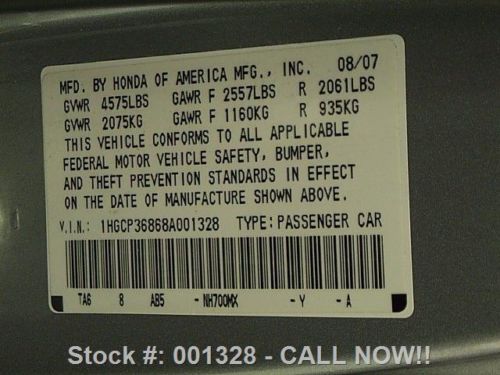 MFD. BY HONDA OF AMERICA MFG., INC. 08/07
GVWR 4575LBS GAWR F 2557LBS R 2061LBS
GVWR 2075KG GAWR F 1160KG R 935KG
THIS VEHICLE CONFORMS TO ALL APPLICABLE
FEDERAL MOTOR VEHICLE SAFETY, BUMPER,
AND THEFT PREVENTION STANDARDS IN EFFECT
ON THE DATE OF MANUFACTURE SHOWN ABOVE.
V.I.N.: 1HGCP36868A001328 TYPE: PASSENGER CAR
TA6 8 AB5 - NH700MX - Y - A
Stock #: 001328 - CALL NOW!!